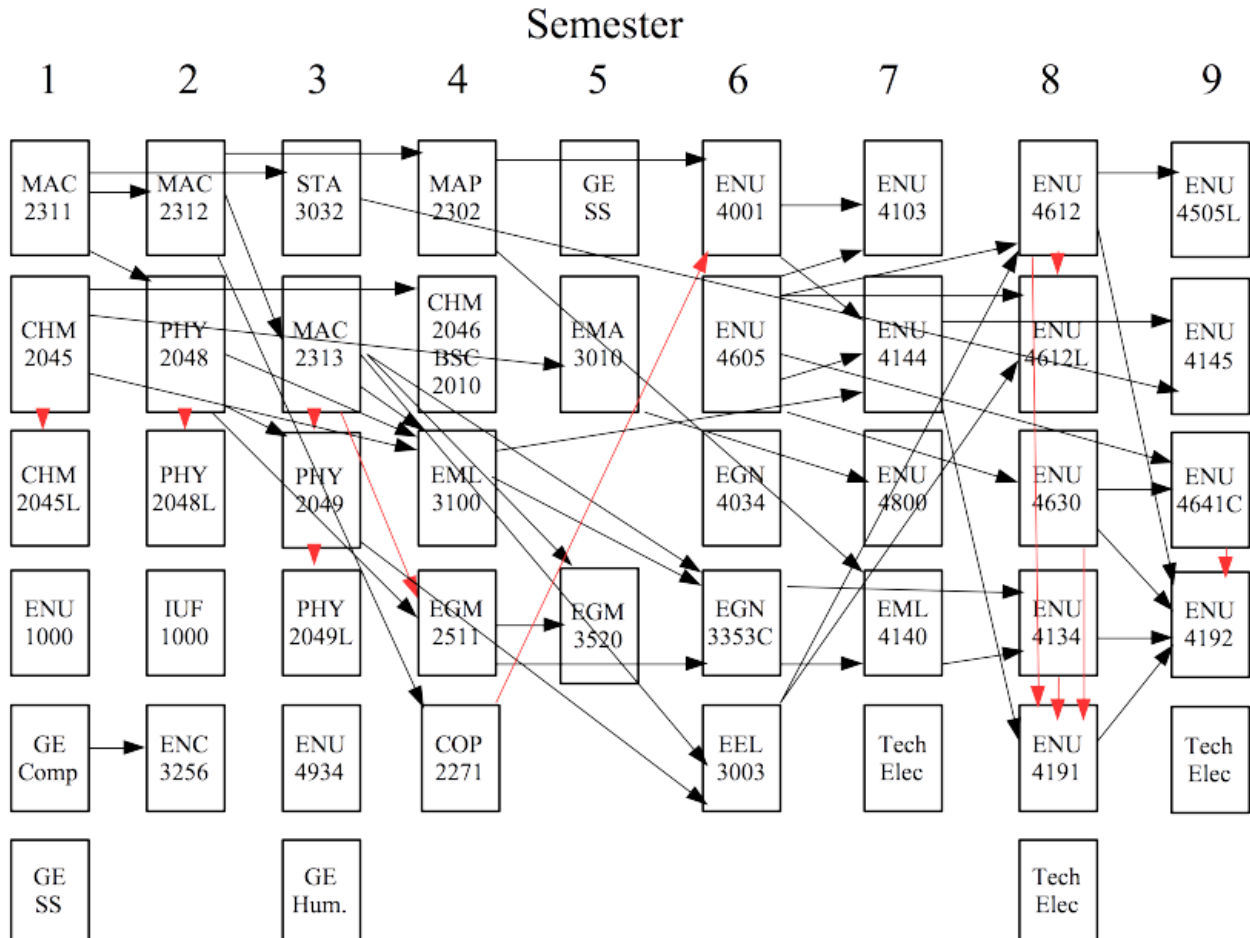 Semester
1 2 3 4 5 6 7 8 9
MAC
2311
MAC
2312
STA
3032
MAP
2302
GE
SS
ENU
4001
ENU
4103
ENU
4612
ENU
4505L
CHM
2045
PHY
2048
MAC
2313
CHM
2046
BSC
2010
EMA
3010
ENU
4605
ENU
4144
ENU
4612L
ENU
4145
CHM
2045L
PHY
2048L
PHY
2049
EML
3100
EGN
4034
ENU
4800
ENU
4630
ENU
4641C
ENU
1000
IUF
1000
PHY
2049L
EGM
2511
EGM
3520
EGN
3353C
EML
4140
ENU
4134
ENU
4192
GE
Comp
ENC
3256
ENU
4934
COP
2271
EEL
3003
Tech
Elec
ENU
4191
Tech
Elec
GE
SS
GE
Hum.
Tech
Elec